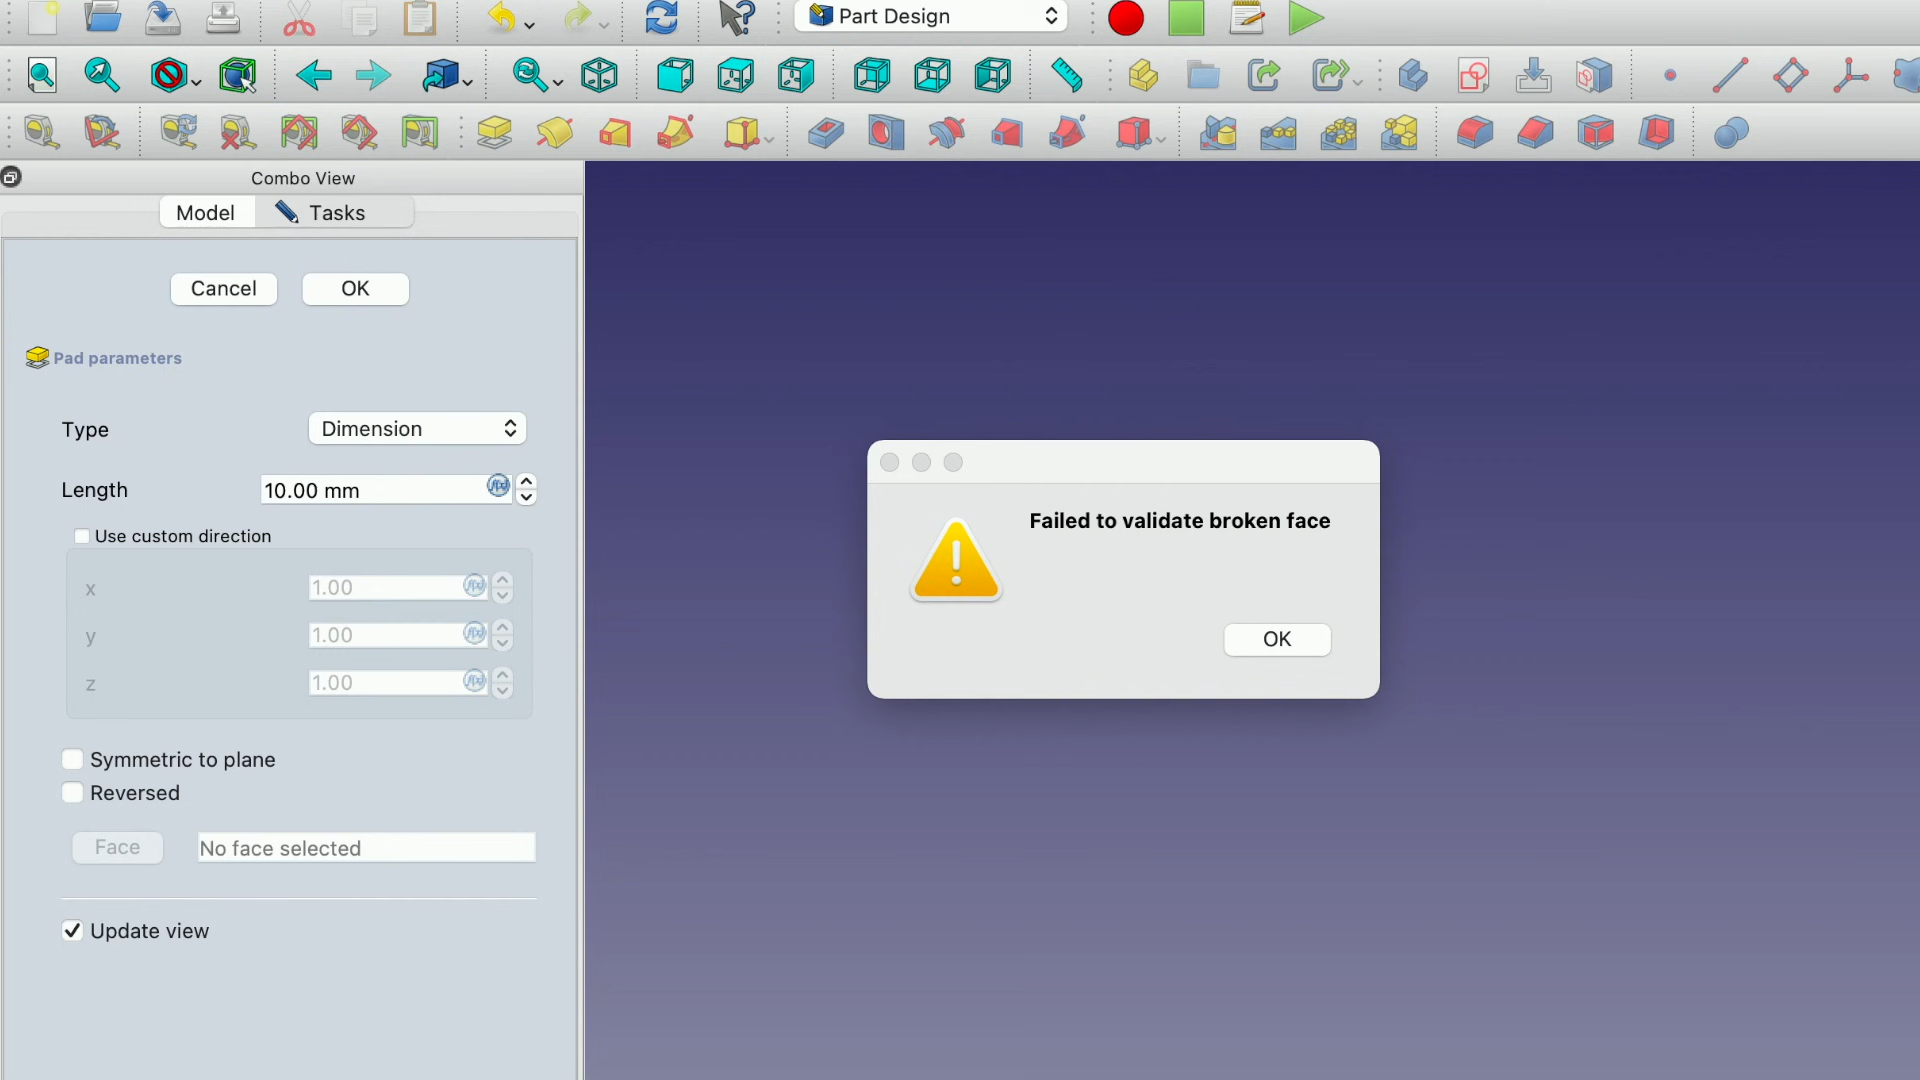 Part Design
Combo View
Model
Tasks
Cancel
OK
Pad parameters
Type
Dimension
Length
10.00 mm
Use custom direction
x
1.00
y
1.00
z
1.00
Symmetric to plane
Reversed
Face
No face selected
Update view
Failed to validate broken face
OK